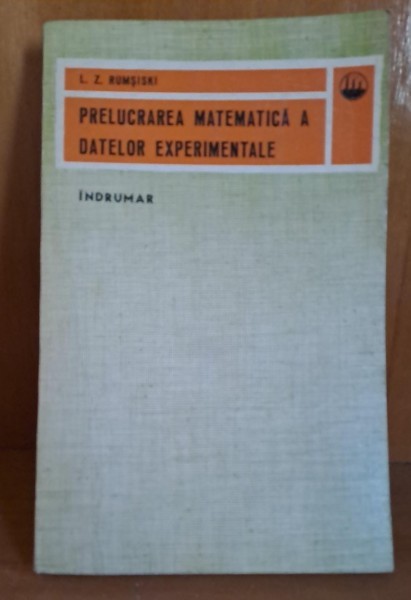 L. Z. RUMȘISKI
PRELUCRAREA MATEMATICĂ A
DATELOR EXPERIMENTALE
ÎNDRUMAR